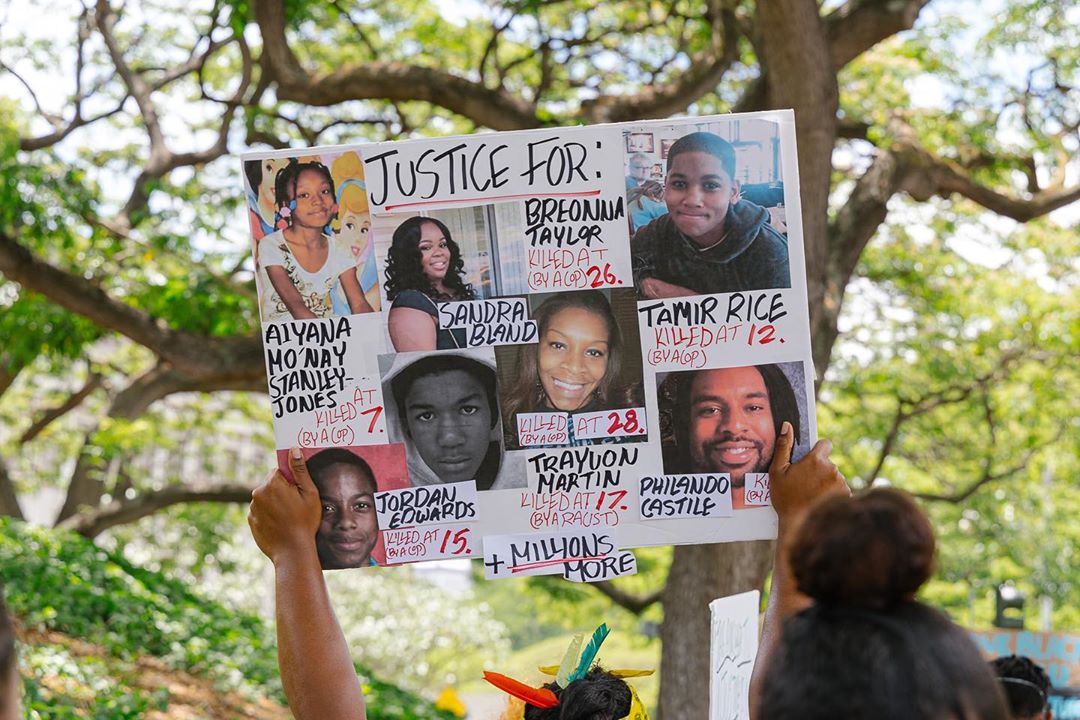 JUSTICE FOR:
BREONNA
TAYLOR
KILLED AT
(BY A COP) 26.
AIYANA
MO'NAY
STANLEY-
JONES
KILLED AT
(BY A COP) 7.
SANDRA
BLAND
KILLED AT 28.
(BY A COP)
TAMIR RICE
KILLED AT 12.
(BY A COP)
JORDAN
EDWARDS
KILLED AT 15.
(BY A COP)
TRAYVON
MARTIN
KILLED AT 17.
(BY A RACIST)
PHILANDO
CASTILE
+ MILLIONS
MORE